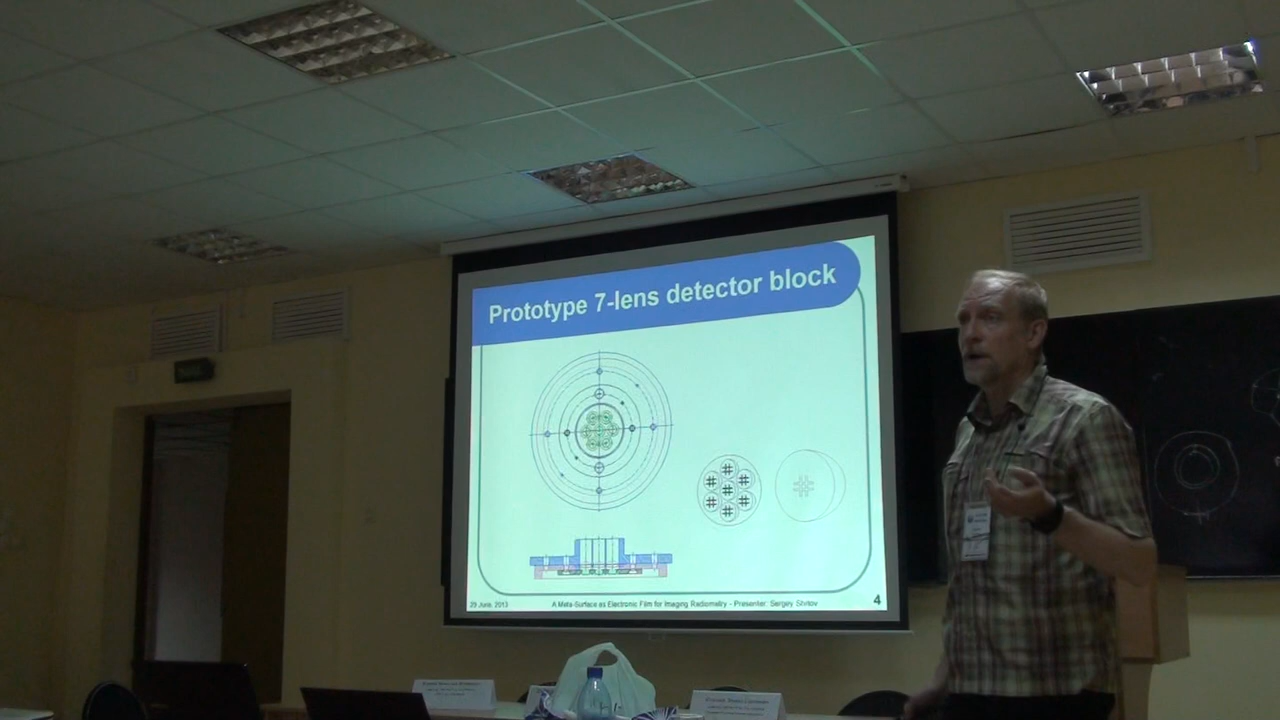 Prototype 7-lens detector block
29 June, 2013
A Meta-Surface as Electronic Film for Imaging Radiometry - Presenter: Sergey Shitov
4